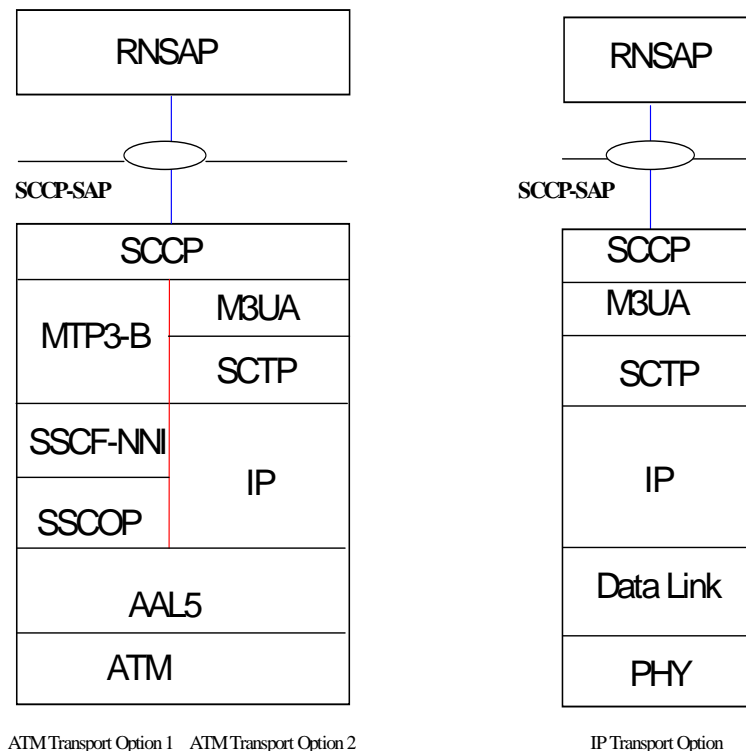 RNSAP
SCCP-SAP
SCCP
MTP3-B
M3UA
SCTP
SSCF-NNI
IP
SSCOP
AAL5
ATM
ATM Transport Option 1
ATM Transport Option 2
RNSAP
SCCP-SAP
SCCP
M3UA
SCTP
IP
Data Link
PHY
IP Transport Option